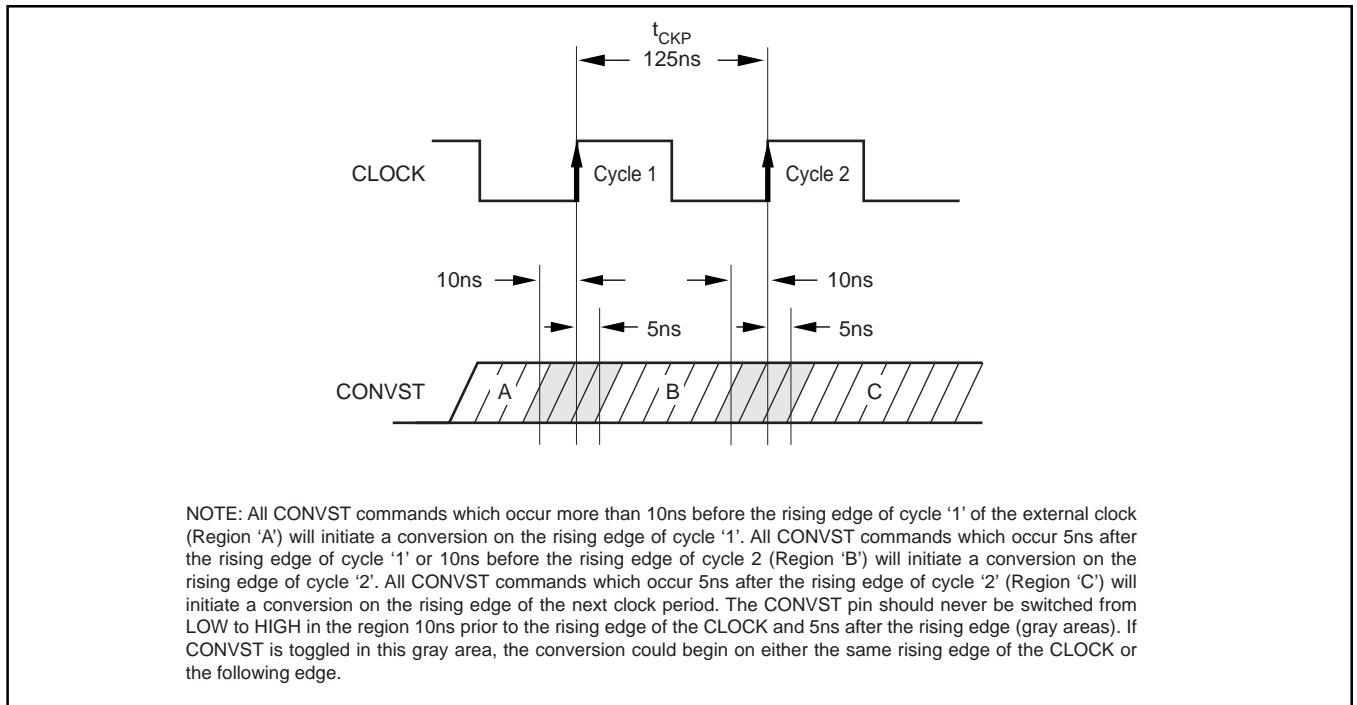 tCKP
125ns
CLOCK
Cycle 1
Cycle 2
10ns
10ns
5ns
5ns
CONVST
A
B
C
NOTE: All CONVST commands which occur more than 10ns before the rising edge of cycle ‘1’ of the external clock
(Region ‘A’) will initiate a conversion on the rising edge of cycle ‘1’. All CONVST commands which occur 5ns after
the rising edge of cycle ‘1’ or 10ns before the rising edge of cycle 2 (Region ‘B’) will initiate a conversion on the
rising edge of cycle ‘2’. All CONVST commands which occur 5ns after the rising edge of cycle ‘2’ (Region ‘C’) will
initiate a conversion on the rising edge of the next clock period. The CONVST pin should never be switched from
LOW to HIGH in the region 10ns prior to the rising edge of the CLOCK and 5ns after the rising edge (gray areas). If
CONVST is toggled in this gray area, the conversion could begin on either the same rising edge of the CLOCK or
the following edge.